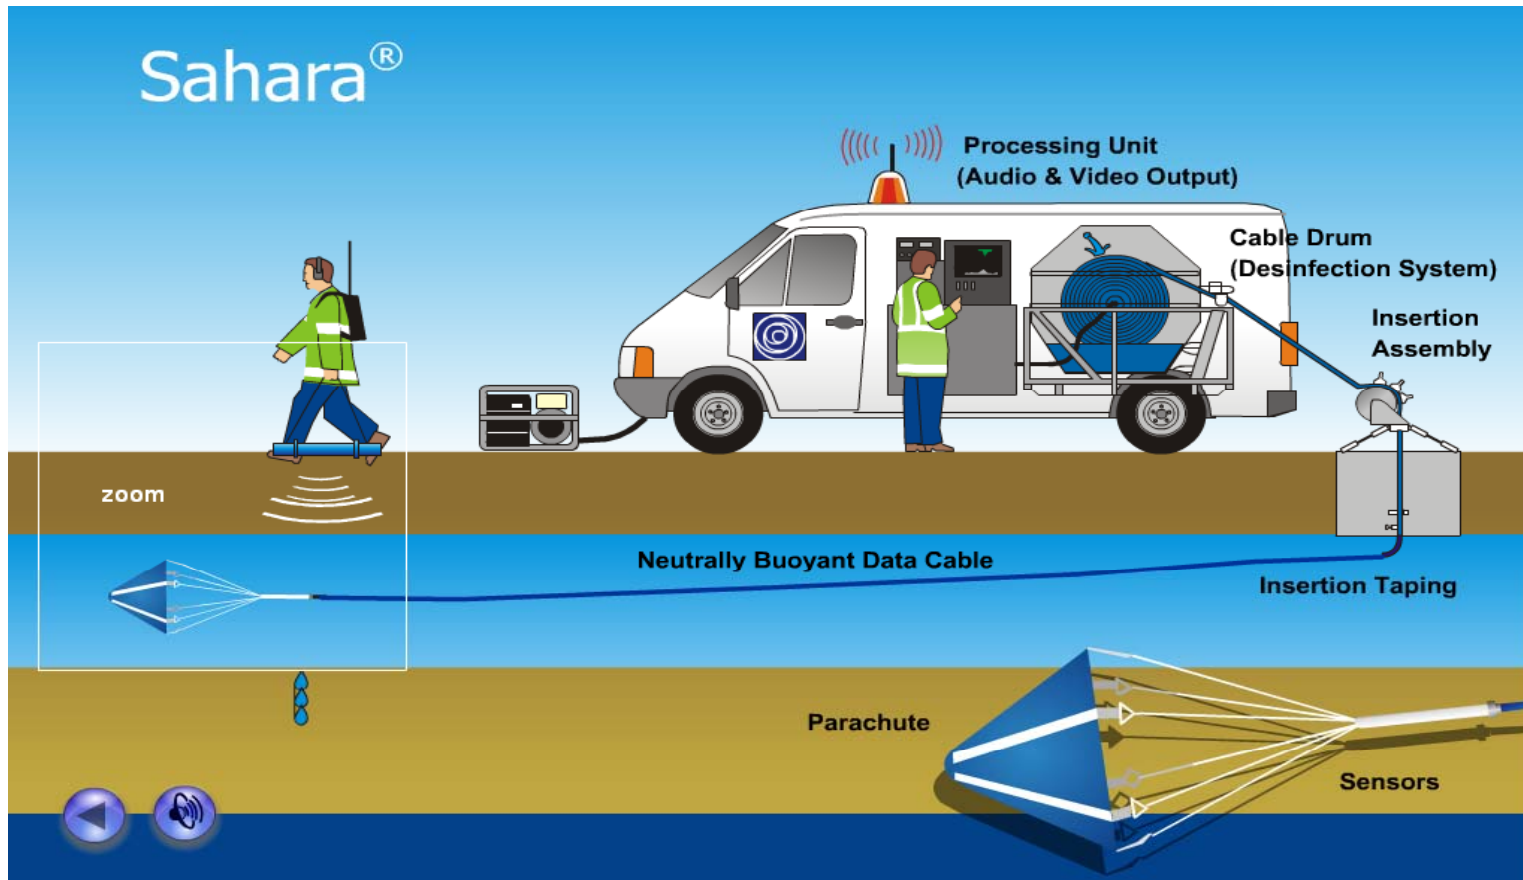 Sahara®
Processing Unit
(Audio & Video Output)
Cable Drum
(Desinfection System)
Insertion
Assembly
zoom
Neutrally Buoyant Data Cable
Insertion Taping
Parachute
Sensors